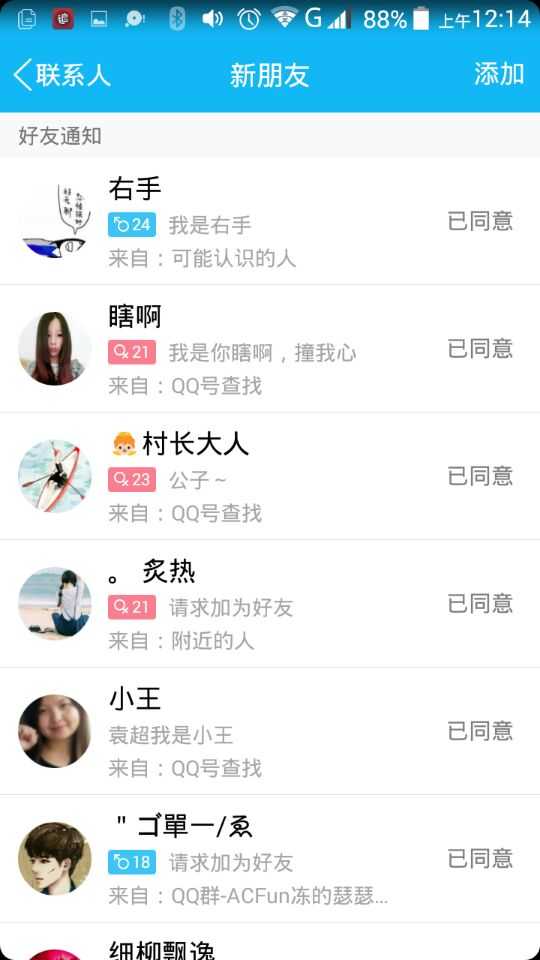 G 88% 上午12:14
联系人 新朋友 添加
好友通知
右手
24 我是右手
已同意
来自：可能认识的人
瞎啊
21 我是你瞎啊，撞我心
已同意
来自：QQ号查找
村长大人
23 公子～
已同意
来自：QQ号查找
。 炙热
21 请求加为好友
已同意
来自：附近的人
小王
袁超我是小王
已同意
来自：QQ号查找
＂ゴ單一/ゑ
18 请求加为好友
已同意
来自：QQ群-ACFun冻的瑟瑟...
细柳飘逸